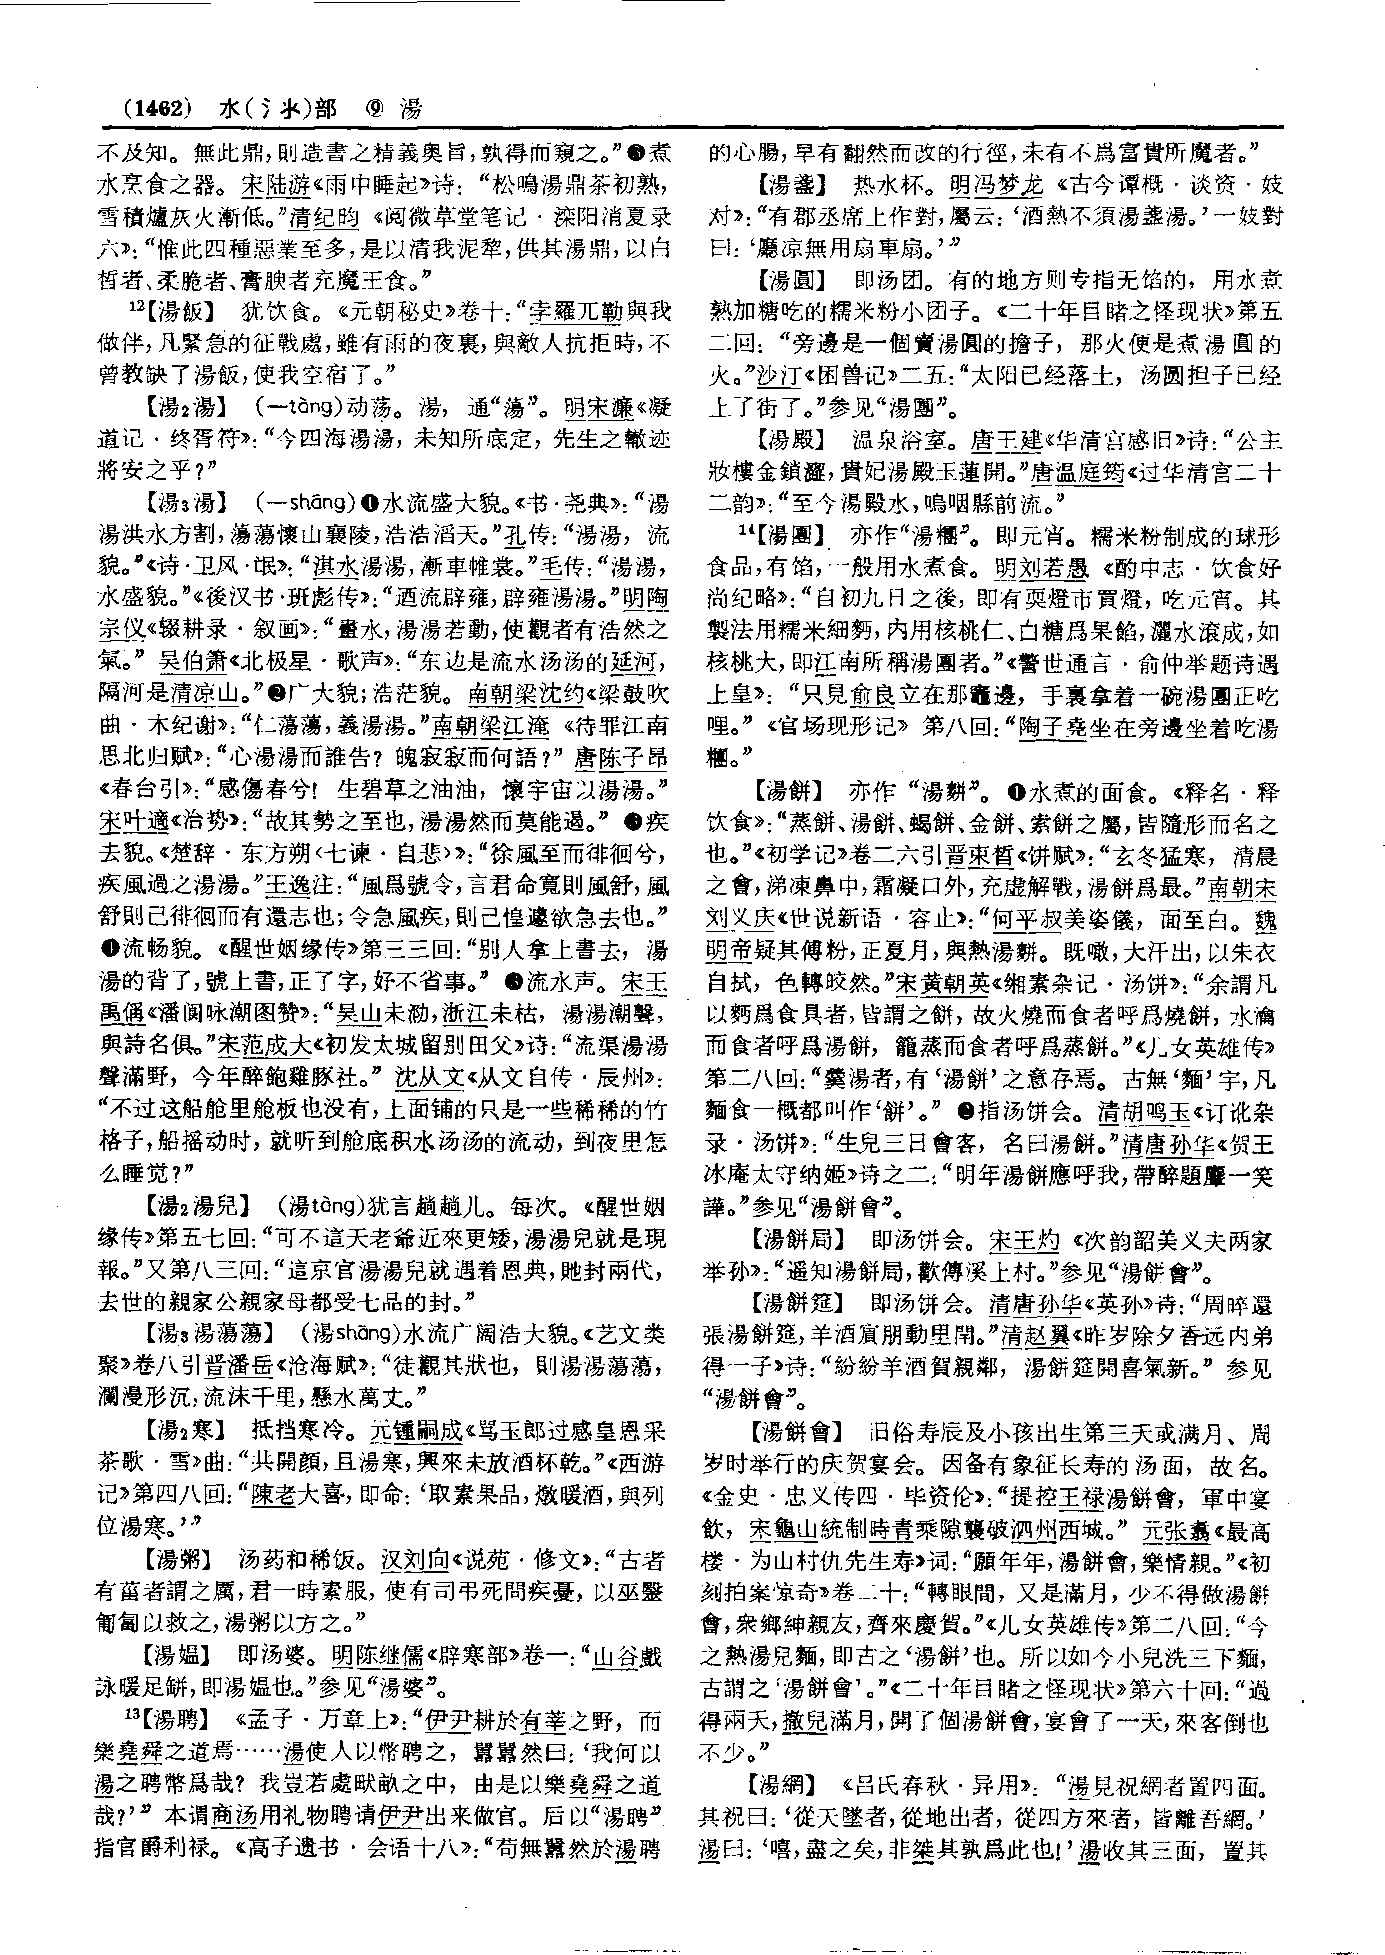 (1462) 水(氵氺)部 ⑨ 湯
不及知。無此鼎,則造書之精義奥旨,孰得而窺之。”❺煮
水烹食之器。宋陆游《雨中睡起》诗:“松鳴湯鼎茶初熟,
雪積爐灰火漸低。”清纪昀《阅微草堂笔记·滦阳消夏录
六》:“惟此四種惡業至多,是以清我泥犂,供其湯鼎,以白
皙者、柔脆者、膏腴者充魔王食。”
¹²【湯飯】 犹饮食。《元朝秘史》卷十:“孛羅兀勒與我
做伴,凡緊急的征戰處,雖有雨的夜裏,與敵人抗拒時,不
曾教缺了湯飯,使我空宿了。”
【湯₂湯】 (—tàng)动荡。湯,通“蕩”。明宋濂《凝
道记·终胥符》:“今四海湯湯,未知所底定,先生之轍迹
將安之乎?”
【湯₃湯】 (—shāng)❶水流盛大貌。《书·尧典》:“湯
湯洪水方割,蕩蕩懷山襄陵,浩浩滔天。”孔传:“湯湯,流
貌。”《诗·卫风·氓》:“淇水湯湯,漸車帷裳。”毛传:“湯湯,
水盛貌。”《後汉书·班彪传》:“迺流辟雍,辟雍湯湯。”明陶
宗仪《辍耕录·叙画》:“畫水,湯湯若動,使觀者有浩然之
氣。” 吴伯箫《北极星·歌声》:“东边是流水汤汤的延河,
隔河是清凉山。”❷广大貌;浩茫貌。南朝梁沈约《梁鼓吹
曲·木纪谢》:“仁蕩蕩,義湯湯。”南朝梁江淹《待罪江南
思北归赋》:“心湯湯而誰告?魄寂寂而何語?”唐陈子昂
《春台引》:“感傷春兮!生碧草之油油,懷宇宙以湯湯。”
宋叶適《治势》:“故其勢之至也,湯湯然而莫能遏。”❸疾
去貌。《楚辞·东方朔〈七谏·自悲〉》:“徐風至而徘徊兮,
疾風過之湯湯。”王逸注:“風爲號令,言君命寬則風舒,風
舒則己徘徊而有還志也;令急風疾,則己惶遽欲急去也。”
❹流畅貌。《醒世姻缘传》第三三回:“别人拿上書去,湯
湯的背了,號上書,正了字,好不省事。”❺流水声。宋王
禹偁《潘阆咏潮图赞》:“吴山未泐,浙江未枯,湯湯潮聲,
與詩名俱。”宋范成大《初发太城留别田父》诗:“流渠湯湯
聲滿野,今年醉飽雞豚社。”沈从文《从文自传·辰州》:
“不过这船舱里舱板也没有,上面铺的只是一些稀稀的竹
格子,船摇动时,就听到舱底积水汤汤的流动,到夜里怎
么睡觉?”
【湯₂湯兒】 (湯tàng)犹言趟趟儿。每次。《醒世姻
缘传》第五七回:“可不這天老爺近來更矮,湯湯兒就是現
報。”又第八三回:“這京官湯湯兒就遇着恩典,貤封兩代,
去世的親家公親家母都受七品的封。”
【湯₃湯蕩蕩】 (湯shāng)水流广阔浩大貌。《艺文类
聚》卷八引晋潘岳《沧海赋》:“徒觀其狀也,則湯湯蕩蕩,
瀾漫形沉,流沫千里,懸水萬丈。”
【湯₂寒】 抵挡寒冷。元锺嗣成《骂玉郎过感皇恩采
茶歌·雪》曲:“共開顔,且湯寒,興來未放酒杯乾。”《西游
记》第四八回:“陳老大喜,即命:‘取素果品,燉暖酒,與列
位湯寒。’”
【湯粥】 汤药和稀饭。汉刘向《说苑·修文》:“古者
有菑者謂之厲,君一時素服,使有司弔死問疾憂,以巫醫
匍匐以救之,湯粥以方之。”
【湯媪】 即汤婆。明陈继儒《辟寒部》卷一:“山谷戲
詠暖足缾,即湯媪也。”参见“湯婆”。
¹³【湯聘】 《孟子·万章上》:“伊尹耕於有莘之野,而
樂堯舜之道焉……湯使人以幣聘之,囂囂然曰:‘我何以
湯之聘幣爲哉?我豈若處畎畝之中,由是以樂堯舜之道
哉?’”本谓商汤用礼物聘请伊尹出来做官。后以“湯聘”
指官爵利禄。《高子遗书·会语十八》:“苟無囂然於湯聘
的心腸,早有翻然而改的行徑,未有不爲富貴所魔者。”
【湯盞】 热水杯。明冯梦龙《古今谭概·谈资·妓
对》:“有郡丞席上作對,屬云:‘酒熱不須湯盞湯。’一妓對
曰:‘廳凉無用扇車扇。’”
【湯圓】 即汤团。有的地方则专指无馅的,用水煮
熟加糖吃的糯米粉小团子。《二十年目睹之怪现状》第五
二回:“旁邊是一個賣湯圓的擔子,那火便是煮湯圓的
火。”沙汀《困兽记》二五:“太阳已经落土,汤圆担子已经
上了街了。”参见“湯團”。
【湯殿】 温泉浴室。唐王建《华清宫感旧》诗:“公主
妝樓金鎖澀,貴妃湯殿玉蓮開。”唐温庭筠《过华清宫二十
二韵》:“至今湯殿水,嗚咽縣前流。”
¹⁴【湯團】 亦作“湯糰”。即元宵。糯米粉制成的球形
食品,有馅,一般用水煮食。明刘若愚《酌中志·饮食好
尚纪略》:“自初九日之後,即有耍燈市買燈,吃元宵。其
製法用糯米細麪,内用核桃仁、白糖爲果餡,灑水滚成,如
核桃大,即江南所稱湯團者。”《警世通言·俞仲举题诗遇
上皇》:“只見俞良立在那竈邊,手裏拿着一碗湯團正吃
哩。”《官场现形记》第八回:“陶子堯坐在旁邊坐着吃湯
糰。”
【湯餅】 亦作“湯𪌘”。❶水煮的面食。《释名·释
饮食》:“蒸餅、湯餅、蝎餅、金餅、索餅之屬,皆隨形而名之
也。”《初学记》卷二六引晋束皙《饼赋》:“玄冬猛寒,清晨
之會,涕凍鼻中,霜凝口外,充虚解戰,湯餅爲最。”南朝宋
刘义庆《世说新语·容止》:“何平叔美姿儀,面至白。魏
明帝疑其傅粉,正夏月,與熱湯𪌘。既噉,大汗出,以朱衣
自拭,色轉皎然。”宋黄朝英《缃素杂记·汤饼》:“余謂凡
以麪爲食具者,皆謂之餅,故火燒而食者呼爲燒餅,水瀹
而食者呼爲湯餅,籠蒸而食者呼爲蒸餅。”《儿女英雄传》
第二八回:“羹湯者,有‘湯餅’之意存焉。古無‘麵’字,凡
麵食一概都叫作‘餅’。”❷指汤饼会。清胡鸣玉《订讹杂
录·汤饼》:“生兒三日會客,名曰湯餅。”清唐孙华《贺王
冰庵太守纳姬》诗之二:“明年湯餅應呼我,帶醉題麞一笑
譁。”参见“湯餅會”。
【湯餅局】 即汤饼会。宋王灼《次韵韶美义夫两家
举孙》:“遥知湯餅局,歡傳溪上村。”参见“湯餅會”。
【湯餅筵】 即汤饼会。清唐孙华《英孙》诗:“周晬還
張湯餅筵,羊酒賓朋動里閈。”清赵翼《昨岁除夕香远内弟
得一子》诗:“紛紛羊酒賀親鄰,湯餅筵開喜氣新。” 参见
“湯餅會”。
【湯餅會】 旧俗寿辰及小孩出生第三天或满月、周
岁时举行的庆贺宴会。因备有象征长寿的汤面,故名。
《金史·忠义传四·毕资伦》:“提控王禄湯餅會,軍中宴
飲,宋龜山統制時青乘隙襲破泗州西城。” 元张翥《最高
楼·为山村仇先生寿》词:“願年年,湯餅會,樂情親。”《初
刻拍案惊奇》卷二十:“轉眼間,又是滿月,少不得做湯餅
會,衆鄉紳親友,齊來慶賀。”《儿女英雄传》第二八回:“今
之熱湯兒麵,即古之‘湯餅’也。所以如今小兒洗三下麵,
古謂之‘湯餅會’。”《二十年目睹之怪现状》第六十回:“過
得兩天,撤兒滿月,開了個湯餅會,宴會了一天,來客倒也
不少。”
【湯網】 《吕氏春秋·异用》:“湯見祝網者置四面。
其祝曰:‘從天墜者,從地出者,從四方來者,皆離吾網。’
湯曰:‘嘻,盡之矣,非桀其孰爲此也!’湯收其三面,置其